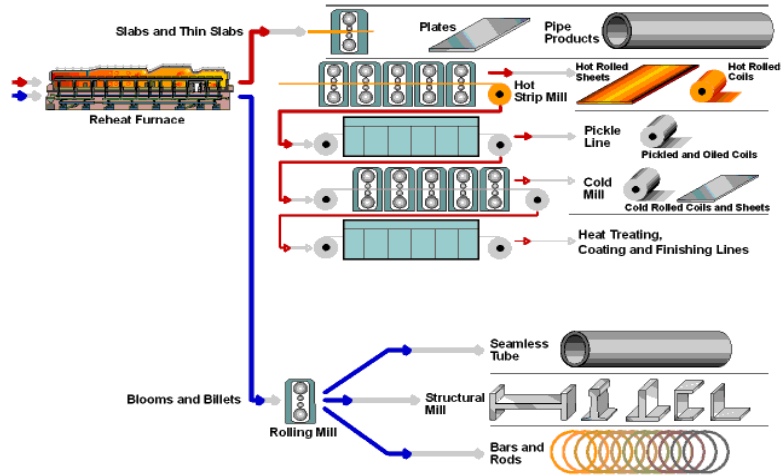 Slabs and Thin Slabs
Plates
Pipe
Products
Reheat Furnace
Hot
Strip Mill
Hot Rolled
Sheets
Hot Rolled
Coils
Pickle
Line
Pickled and Oiled Coils
Cold
Mill
Cold Rolled Coils and Sheets
Heat Treating,
Coating and Finishing Lines
Blooms and Billets
Rolling Mill
Seamless
Tube
Structural
Mill
Bars and
Rods